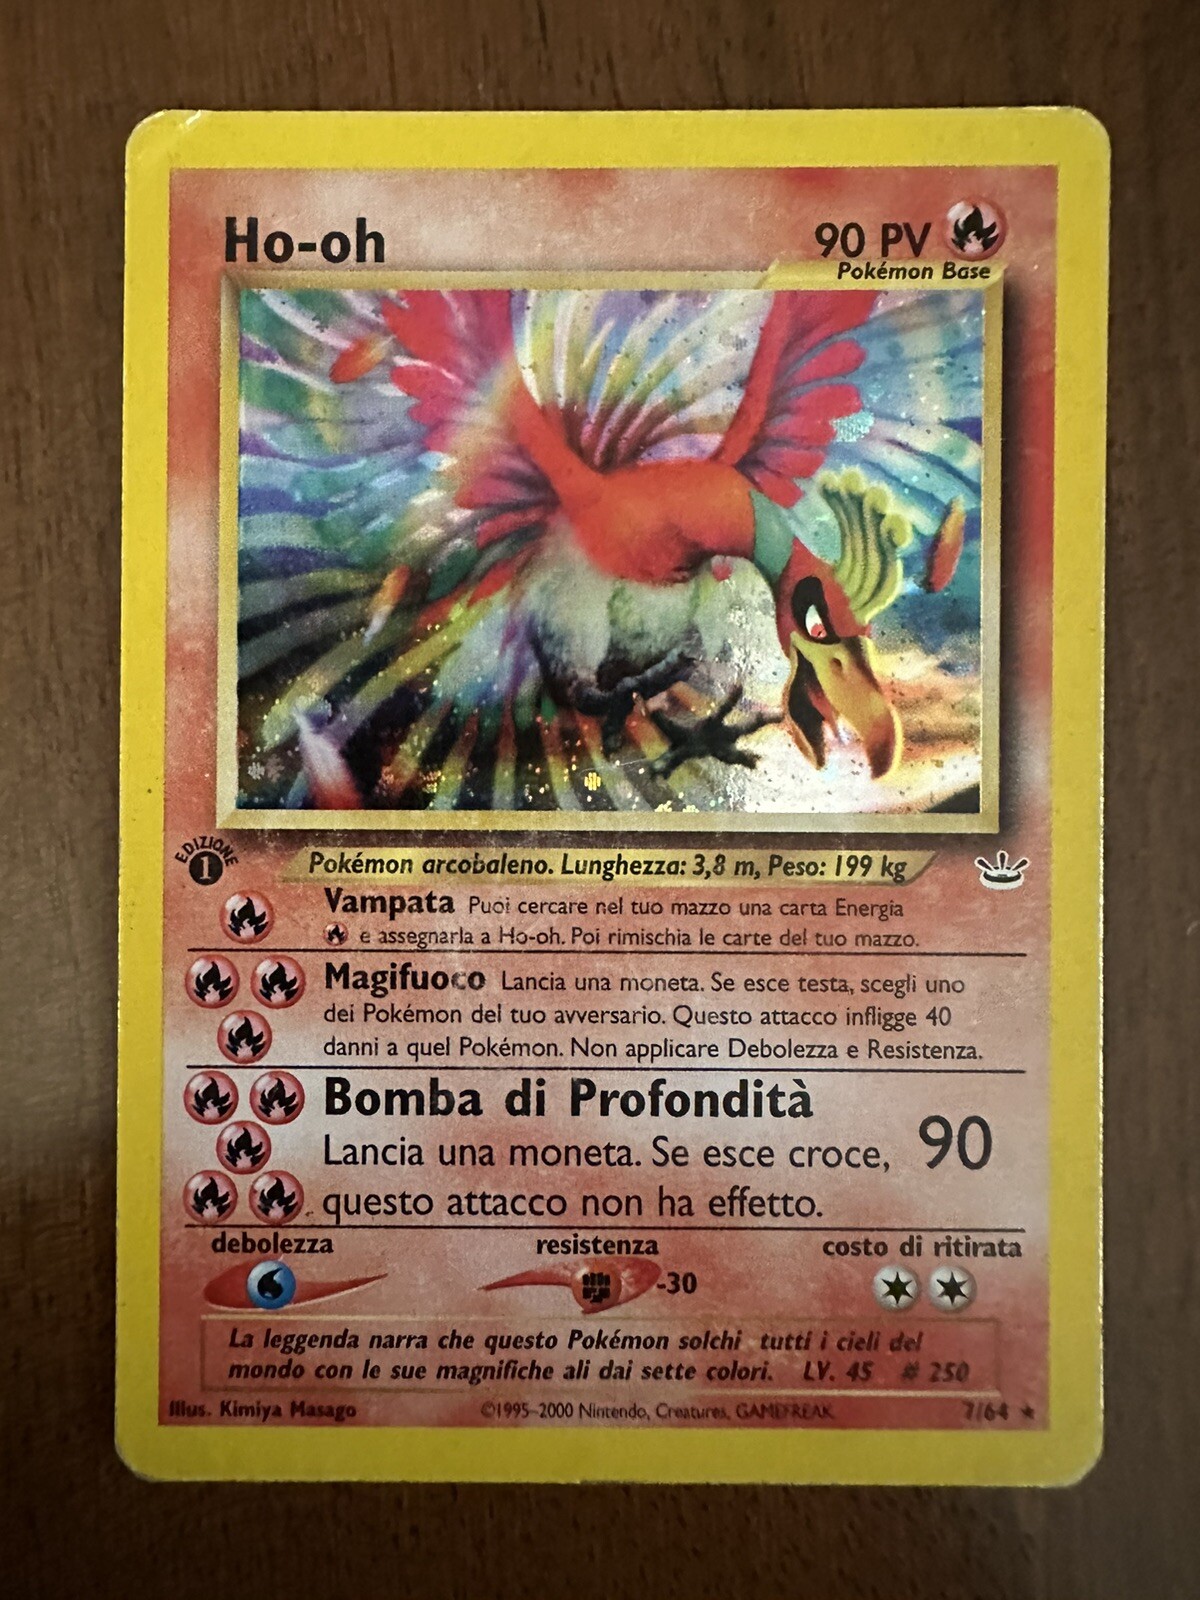 Ho-oh
90 PV
Pokémon Base
EDIZIONE
1
Pokémon arcobaleno. Lunghezza: 3,8 m, Peso: 199 kg
Vampata Puoi cercare nel tuo mazzo una carta Energia
e assegnarla a Ho-oh. Poi rimischia le carte del tuo mazzo.
Magifuoco Lancia una moneta. Se esce testa, scegli uno
dei Pokémon del tuo avversario. Questo attacco infligge 40
danni a quel Pokémon. Non applicare Debolezza e Resistenza.
Bomba di Profondità
Lancia una moneta. Se esce croce, 90
questo attacco non ha effetto.
debolezza resistenza costo di ritirata
-30
La leggenda narra che questo Pokémon solchi tutti i cieli del
mondo con le sue magnifiche ali dai sette colori. LV. 45 # 250
Illus. Kimiya Masago ©1995-2000 Nintendo, Creatures, GAMEFREAK 7/64 ★